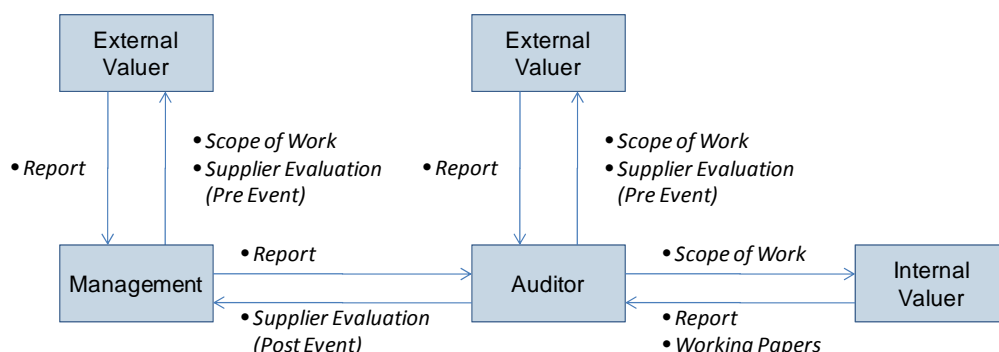 External
Valuer
External
Valuer
• Report
• Scope of Work
• Supplier Evaluation
(Pre Event)
• Report
• Scope of Work
• Supplier Evaluation
(Pre Event)
Management
• Report
• Supplier Evaluation
(Post Event)
Auditor
• Scope of Work
• Report
• Working Papers
Internal
Valuer